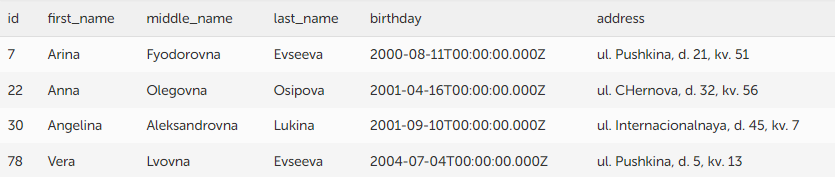 id first_name middle_name last_name birthday address
7 Arina Fyodorovna Evseeva 2000-08-11T00:00:00.000Z ul. Pushkina, d. 21, kv. 51
22 Anna Olegovna Osipova 2001-04-16T00:00:00.000Z ul. CHernova, d. 32, kv. 56
30 Angelina Aleksandrovna Lukina 2001-09-10T00:00:00.000Z ul. Internacionalnaya, d. 45, kv. 7
78 Vera Lvovna Evseeva 2004-07-04T00:00:00.000Z ul. Pushkina, d. 5, kv. 13